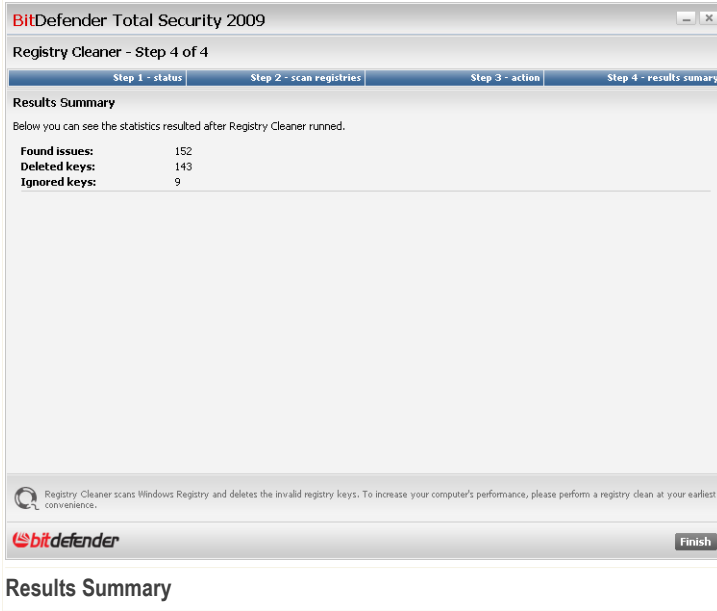 BitDefender Total Security 2009
Registry Cleaner - Step 4 of 4
Step 1 - status
Step 2 - scan registries
Step 3 - action
Step 4 - results sumary
Results Summary
Below you can see the statistics resulted after Registry Cleaner runned.
Found issues: 152
Deleted keys: 143
Ignored keys: 9
Registry Cleaner scans Windows Registry and deletes the invalid registry keys. To increase your computer's performance, please perform a registry clean at your earliest
convenience.
bitdefender
Finish
Results Summary